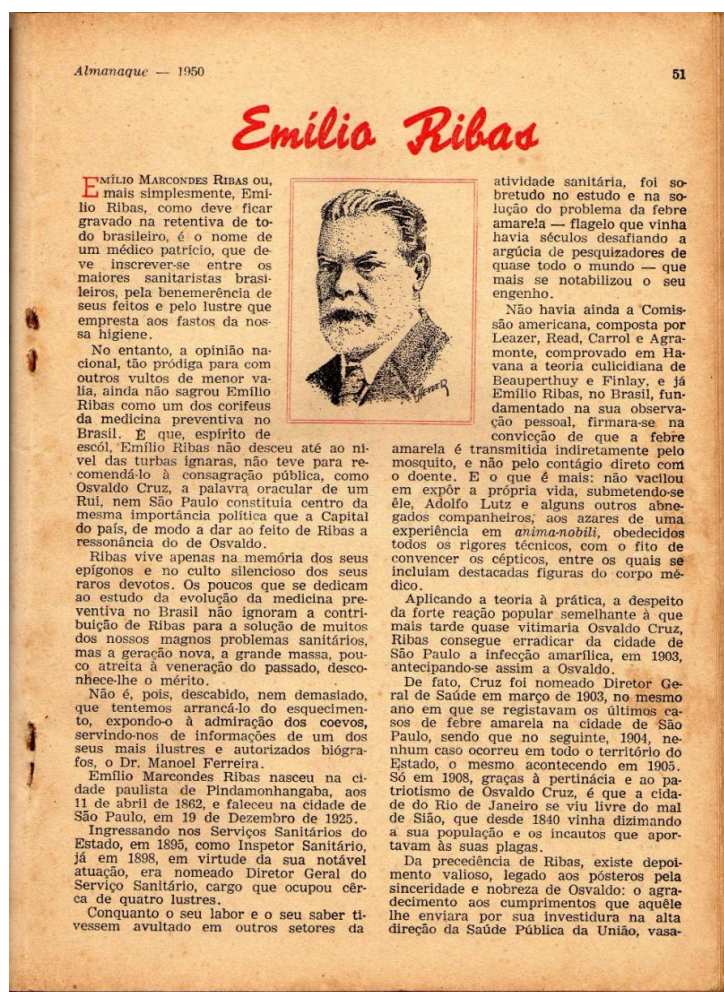 Almanaque — 1950
51
Emílio Ribas
EMÍLIO MARCONDES RIBAS ou,
mais simplesmente, Emí-
lio Ribas, como deve ficar
gravado na retentiva de to-
do brasileiro, é o nome de
um médico patrício, que de-
ve inscrever-se entre os
maiores sanitaristas brasi-
leiros, pela benemerência de
seus feitos e pelo lustre que
empresta aos fastos da nos-
sa higiene.
No entanto, a opinião na-
cional, tão pródiga para com
outros vultos de menor va-
lia, ainda não sagrou Emílio
Ribas como um dos corifeus
da medicina preventiva no
Brasil. É que, espírito de
escól, Emílio Ribas não desceu até ao ní-
vel das turbas ignaras, não teve para re-
comendá-lo à consagração pública, como
Osvaldo Cruz, a palavra oracular de um
Rui, nem São Paulo constituia centro da
mesma importância política que a Capital
do país, de modo a dar ao feito de Ribas a
ressonância do de Osvaldo.
Ribas vive apenas na memória dos seus
epígonos e no culto silencioso dos seus
raros devotos. Os poucos que se dedicam
ao estudo da evolução da medicina pre-
ventiva no Brasil não ignoram a contri-
buição de Ribas para a solução de muitos
dos nossos magnos problemas sanitários,
mas a geração nova, a grande massa, pou-
co atreita à veneração do passado, desco-
nhece-lhe o mérito.
Não é, pois, descabido, nem demasiado,
que tentemos arrancá-lo do esquecimen-
to, expondo-o à admiração dos coevos,
servindo-nos de informações de um dos
seus mais ilustres e autorizados biógra-
fos, o Dr. Manoel Ferreira.
Emílio Marcondes Ribas nasceu na ci-
dade paulista de Pindamonhangaba, aos
11 de abril de 1862, e faleceu na cidade de
São Paulo, em 19 de Dezembro de 1925.
Ingressando nos Serviços Sanitários do
Estado, em 1895, como Inspetor Sanitário,
já em 1898, em virtude da sua notável
atuação, era nomeado Diretor Geral do
Serviço Sanitário, cargo que ocupou cêr-
ca de quatro lustres.
Conquanto o seu labor e o seu saber ti-
vessem avultado em outros setores da
atividade sanitária, foi so-
bretudo no estudo e na so-
lução do problema da febre
amarela — flagelo que vinha
havia séculos desafiando a
argúcia de pesquizadores de
quase todo o mundo — que
mais se notabilizou o seu
engenho.
Não havia ainda a Comis-
são americana, composta por
Leazer, Read, Carrol e Agra-
monte, comprovado em Ha-
vana a teoria culicidiana de
Beauperthuy e Finlay, e já
Emílio Ribas, no Brasil, fun-
damentado na sua observa-
ção pessoal, firmara-se na
convicção de que a febre
amarela é transmitida indiretamente pelo
mosquito, e não pelo contágio direto com
o doente. E o que é mais: não vacilou
em expôr a própria vida, submetendo-se
êle, Adolfo Lutz e alguns outros abne-
gados companheiros, aos azares de uma
experiência em anima-nobili, obedecidos
todos os rigores técnicos, com o fito de
convencer os cépticos, entre os quais se
incluiam destacadas figuras do corpo mé-
dico.
Aplicando a teoria à prática, a despeito
da forte reação popular semelhante à que
mais tarde quase vitimaria Osvaldo Cruz,
Ribas consegue erradicar da cidade de
São Paulo a infecção amarílica, em 1903,
antecipando-se assim a Osvaldo.
De fato, Cruz foi nomeado Diretor Ge-
ral de Saúde em março de 1903, no mesmo
ano em que se registavam os últimos ca-
sos de febre amarela na cidade de São
Paulo, sendo que no seguinte, 1904, ne-
nhum caso ocorreu em todo o território do
Estado, o mesmo acontecendo em 1905.
Só em 1908, graças à pertinácia e ao pa-
triotismo de Osvaldo Cruz, é que a cida-
de do Rio de Janeiro se viu livre do mal
de Sião, que desde 1840 vinha dizimando
a sua população e os incautos que apor-
tavam às suas plagas.
Da precedência de Ribas, existe depoi-
mento valioso, legado aos pósteros pela
sinceridade e nobreza de Osvaldo: o agra-
decimento aos cumprimentos que aquêle
lhe enviara por sua investidura na alta
direção da Saúde Pública da União, vasa-